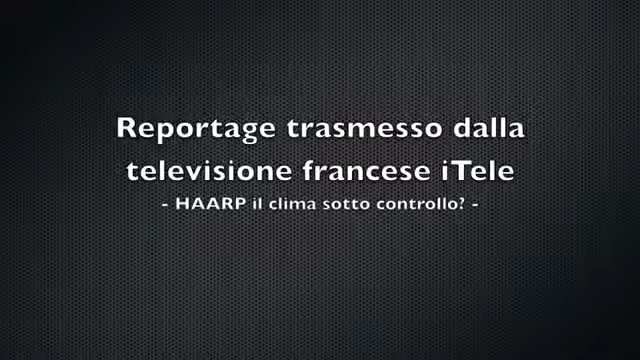 Reportage trasmesso dalla
televisione francese iTele
- HAARP il clima sotto controllo? -